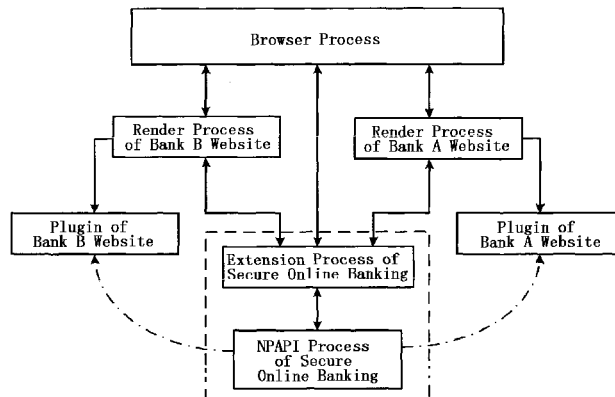 Browser Process
Render Process
of Bank B Website
Render Process
of Bank A Website
Plugin of
Bank B Website
Plugin of
Bank A Website
Extension Process of
Secure Online Banking
NPAPI Process
of Secure
Online Banking